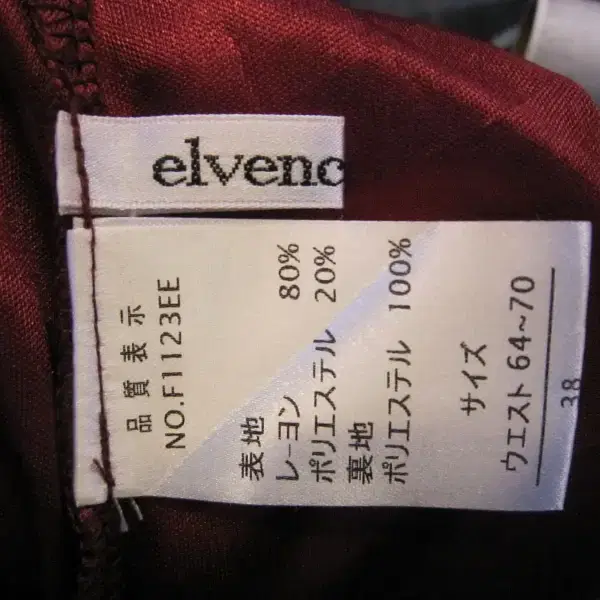 elvenc
品質表示
NO.F1123EE
表地
レーヨン 80%
ポリエステル 20%
裏地
ポリエステル 100%
サイズ
ウエスト 64~70
38